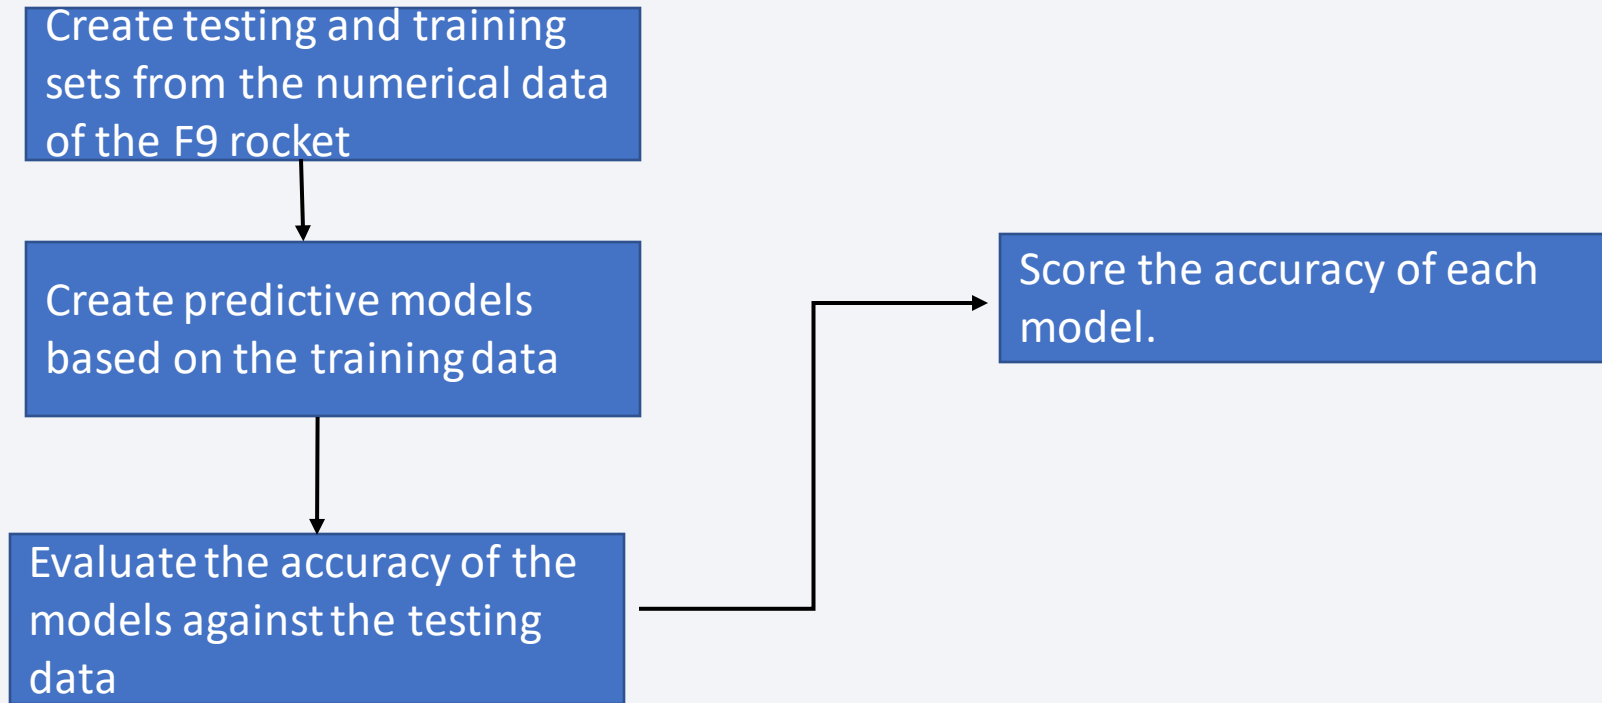 Create testing and training
sets from the numerical data
of the F9 rocket
Create predictive models
based on the training data
Evaluate the accuracy of the
models against the testing
data
Score the accuracy of each
model.